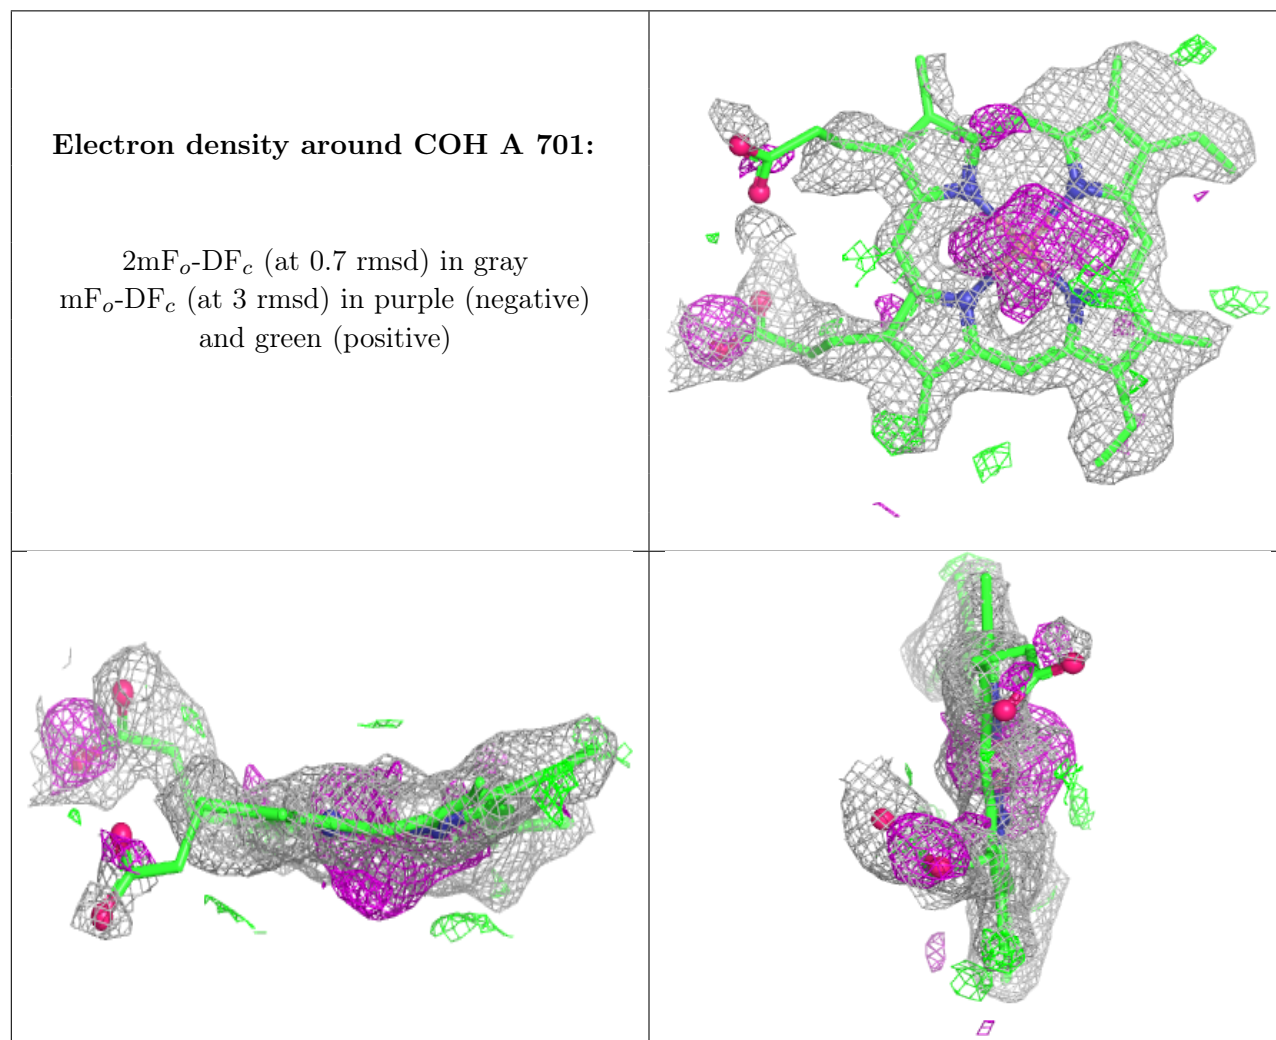 Electron density around COH A 701:
2mFo-DFc (at 0.7 rmsd) in gray
mFo-DFc (at 3 rmsd) in purple (negative)
and green (positive)